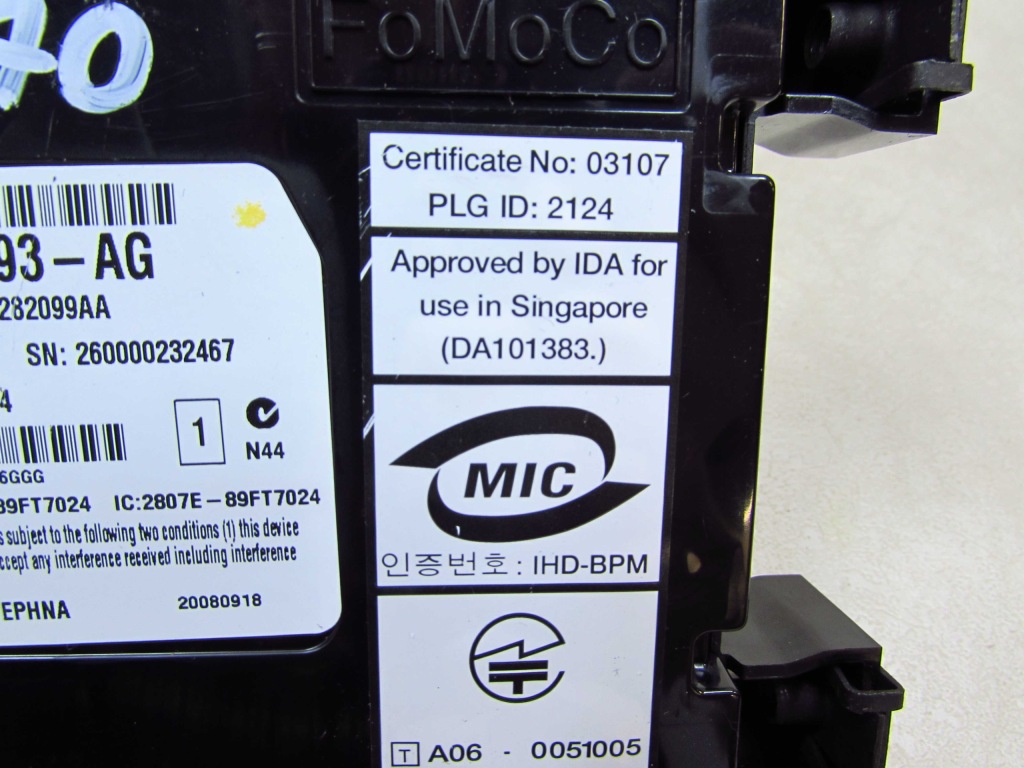 FoMoCo
93-AG
282099AA
SN: 260000232467
4
1
N44
6GGG
89FT7024 IC:2807E-89FT7024
s subject to the following two conditions (1) this device
ccept any interference received including interference
EPHNA 20080918
Certificate No: 03107
PLG ID: 2124
Approved by IDA for
use in Singapore
(DA101383.)
MIC
인증번호: IHD-BPM
T A06 - 0051005